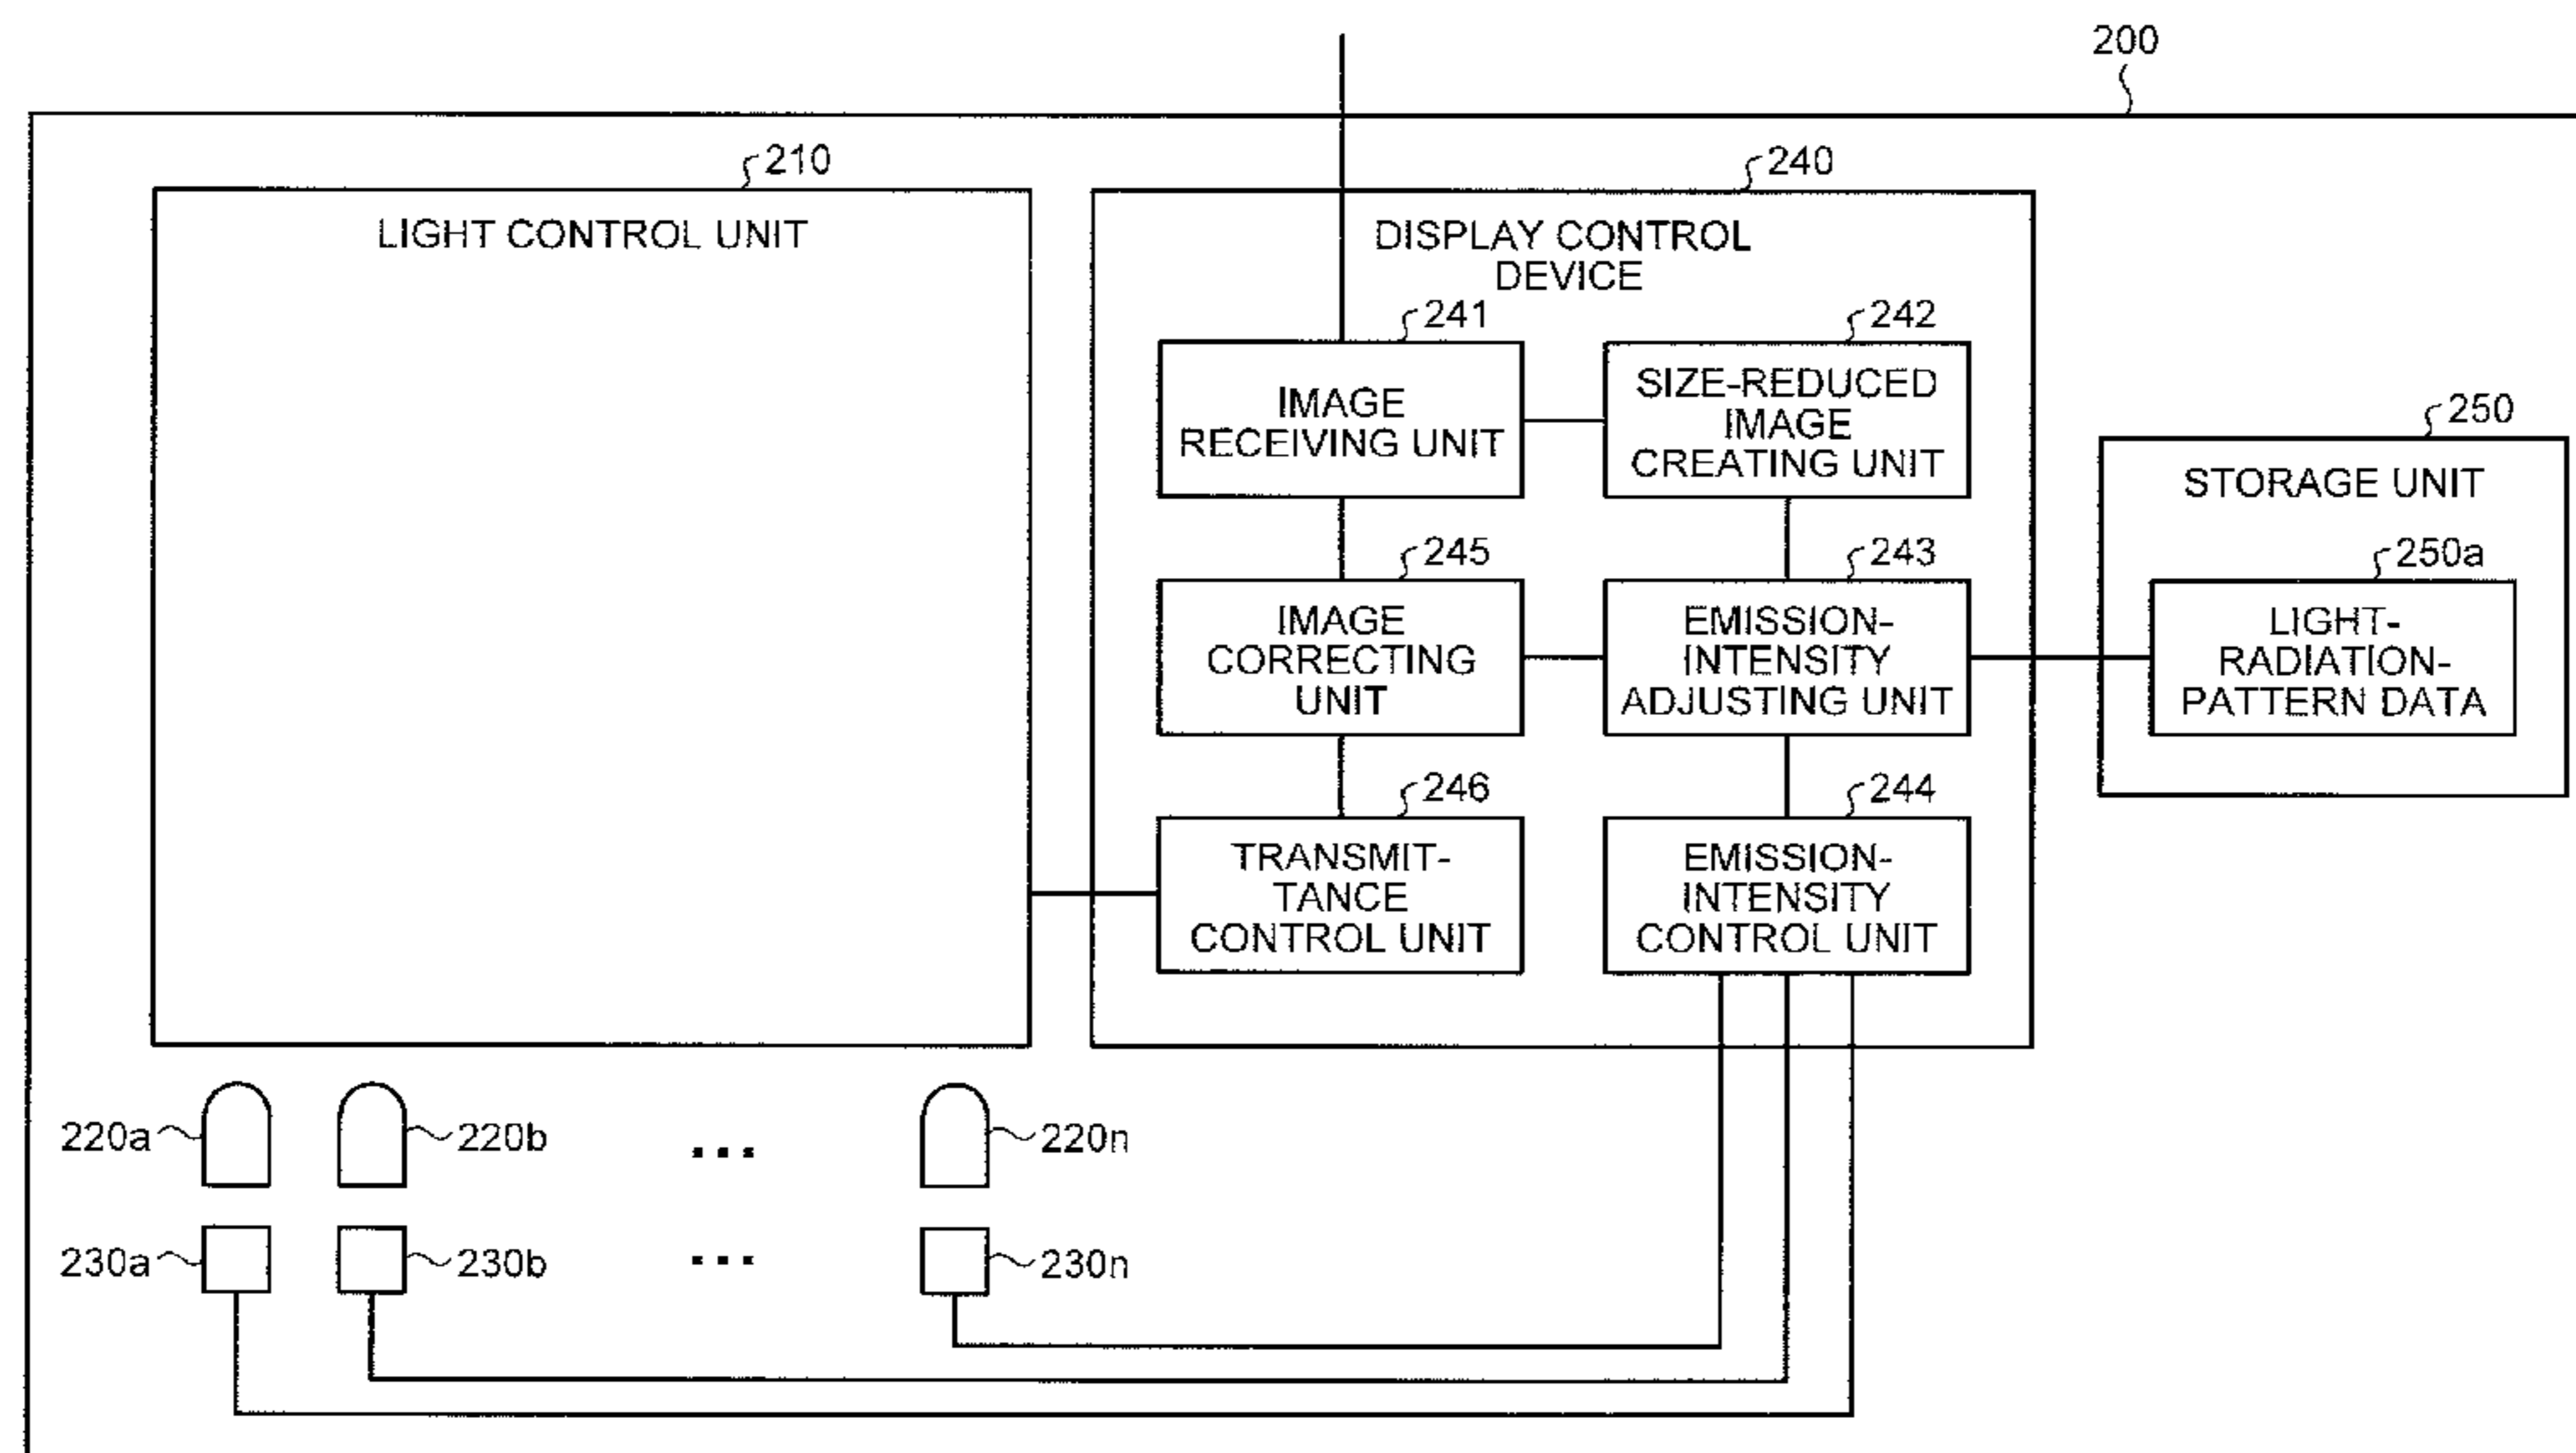 200
210
LIGHT CONTROL UNIT
240
DISPLAY CONTROL
DEVICE
241
IMAGE
RECEIVING UNIT
242
SIZE-REDUCED
IMAGE
CREATING UNIT
245
IMAGE
CORRECTING
UNIT
243
EMISSION-
INTENSITY
ADJUSTING UNIT
246
TRANSMIT-
TANCE
CONTROL UNIT
244
EMISSION-
INTENSITY
CONTROL UNIT
250
STORAGE UNIT
250a
LIGHT-
RADIATION-
PATTERN DATA
220a
220b
...
220n
230a
230b
...
230n